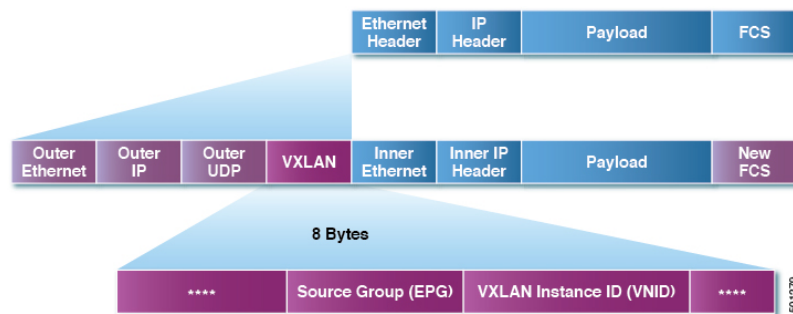 Ethernet Header
IP Header
Payload
FCS
Outer Ethernet
Outer IP
Outer UDP
VXLAN
Inner Ethernet
Inner IP Header
Payload
New FCS
8 Bytes
****
Source Group (EPG)
VXLAN Instance ID (VNID)
****